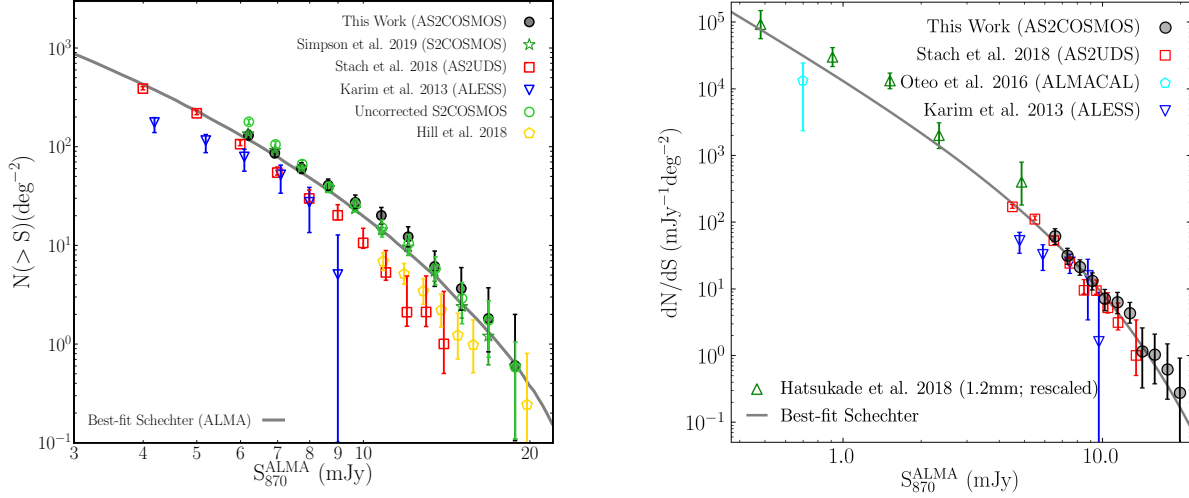 This Work (AS2COSMOS)
Simpson et al. 2019 (S2COSMOS)
Stach et al. 2018 (AS2UDS)
Karim et al. 2013 (ALESS)
Uncorrected S2COSMOS
Hill et al. 2018
10³
10²
10¹
10⁰
10⁻¹
N(> S)(deg⁻²)
Best-fit Schechter (ALMA)
3 4 5 6 7 8 9 10 20
S₈₇₀ᴬᴸᴹᴬ (mJy)
This Work (AS2COSMOS)
Stach et al. 2018 (AS2UDS)
Oteo et al. 2016 (ALMACAL)
Karim et al. 2013 (ALESS)
10⁵
10⁴
10³
10²
10¹
10⁰
10⁻¹
dN/dS (mJy⁻¹deg⁻²)
Hatsukade et al. 2018 (1.2mm; rescaled)
Best-fit Schechter
1.0 10.0
S₈₇₀ᴬᴸᴹᴬ (mJy)